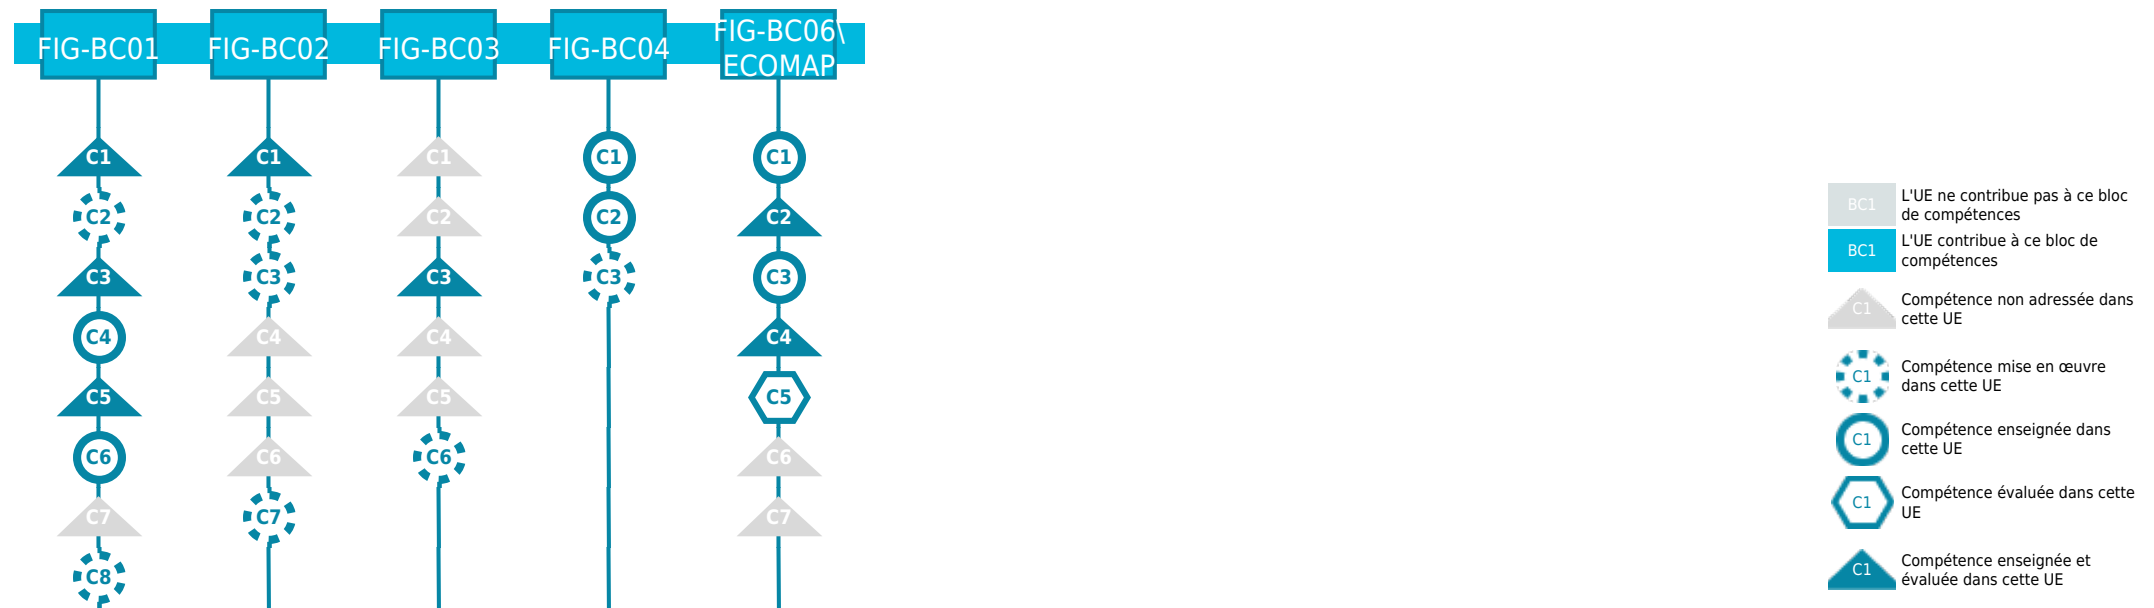 FIG-BC01
FIG-BC02
FIG-BC03
FIG-BC04
FIG-BC06\
ECOMAP
C1
C2
C3
C4
C5
C6
C7
C8
C1
C2
C3
C4
C5
C6
C7
C1
C2
C3
C4
C5
C6
C1
C2
C3
C1
C2
C3
C4
C5
C6
C7
BC1
L'UE ne contribue pas à ce bloc
de compétences
BC1
L'UE contribue à ce bloc de
compétences
C1
Compétence non adressée dans
cette UE
C1
Compétence mise en œuvre
dans cette UE
C1
Compétence enseignée dans
cette UE
C1
Compétence évaluée dans cette
UE
C1
Compétence enseignée et
évaluée dans cette UE